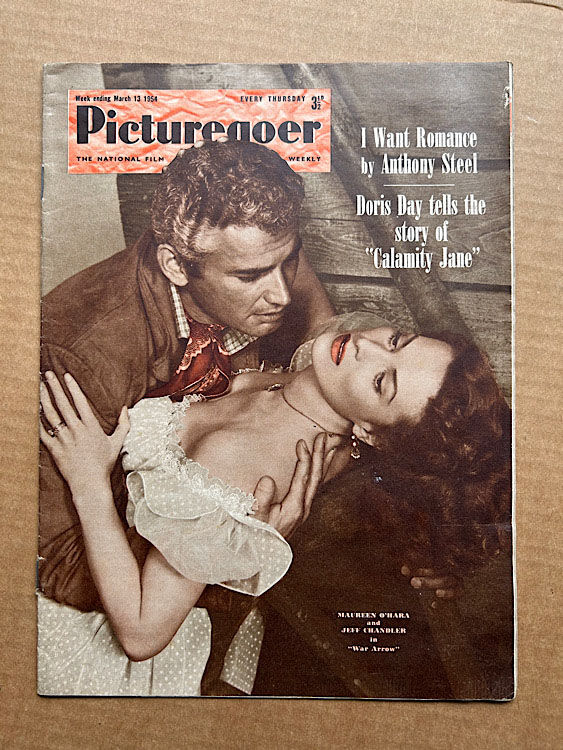 Week ending March 13 1954 EVERY THURSDAY 3½D
Picturegoer
THE NATIONAL FILM WEEKLY
I Want Romance
by Anthony Steel
Doris Day tells the
story of
"Calamity Jane"
MAUREEN O'HARA
and
JEFF CHANDLER
in
"War Arrow"